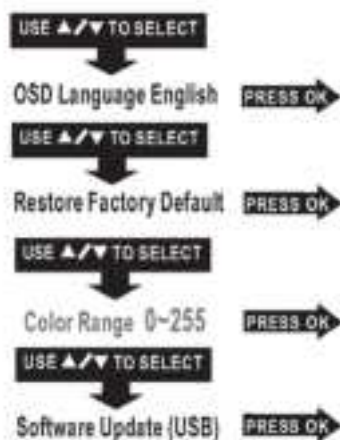 USE ▲/▼ TO SELECT
OSD Language English PRESS OK
USE ▲/▼ TO SELECT
Restore Factory Default PRESS OK
USE ▲/▼ TO SELECT
Color Range 0~255 PRESS OK
USE ▲/▼ TO SELECT
Software Update (USB) PRESS OK